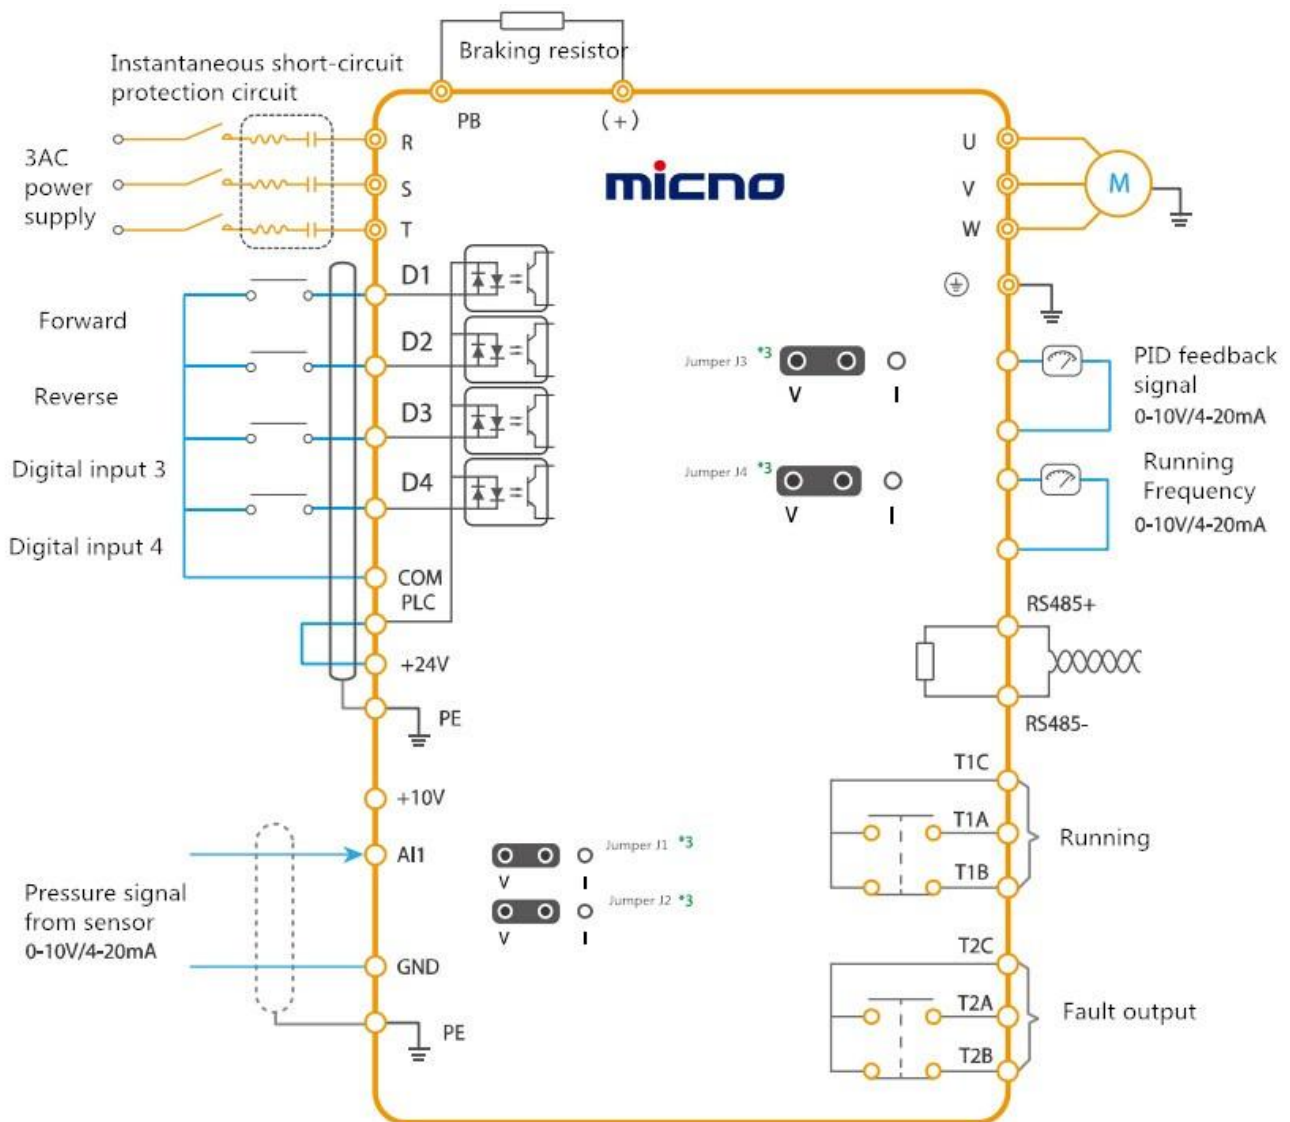 Braking resistor
Instantaneous short-circuit
protection circuit
PB
(+)
R
3AC
power
supply
S
T
micno
U
V
W
M
D1
Forward
D2
Reverse
D3
Digital input 3
D4
Digital input 4
COM
PLC
+24V
PE
Jumper J3 *3
V
I
PID feedback
signal
0-10V/4-20mA
Jumper J4 *3
V
I
Running
Frequency
0-10V/4-20mA
RS485+
RS485-
+10V
AI1
Pressure signal
from sensor
0-10V/4-20mA
GND
PE
Jumper J1 *3
V
I
Jumper J2 *3
V
I
T1C
T1A
T1B
Running
T2C
T2A
T2B
Fault output